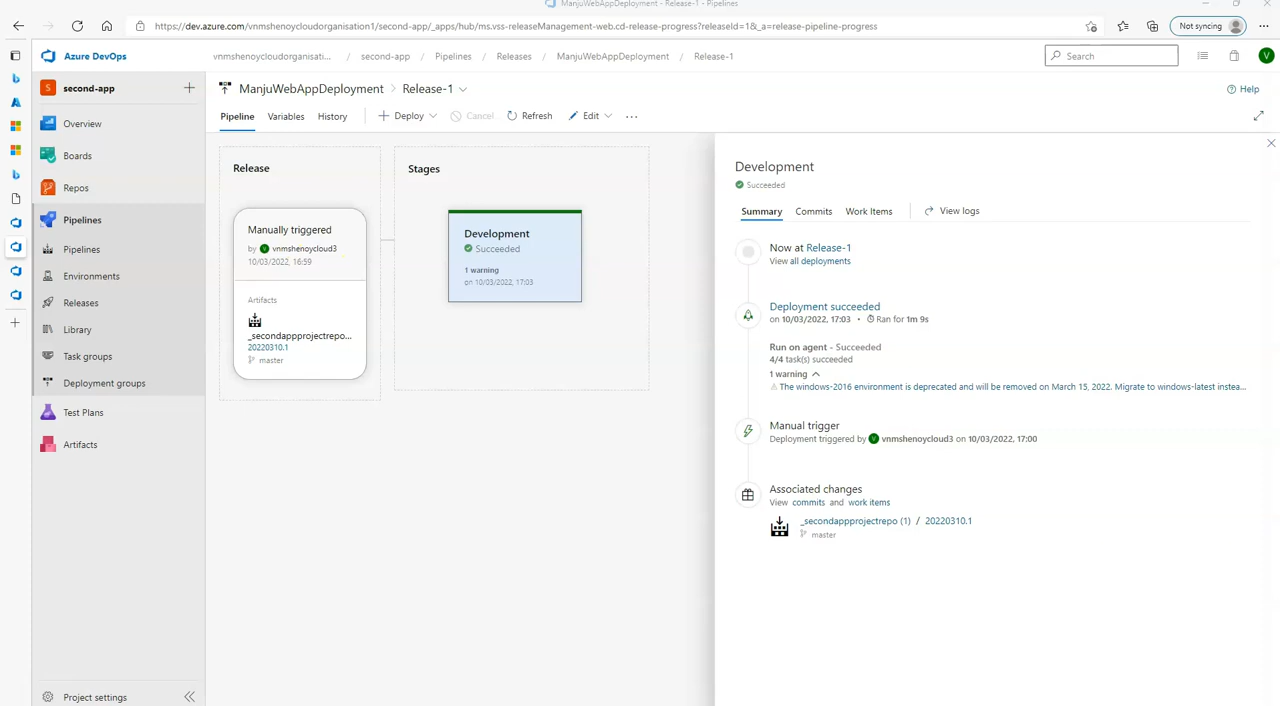 ManjuWebAppDeployment - Release-1 - Pipelines
https://dev.azure.com/vnmshenoycloudorganisation1/second-app/_apps/hub/ms.vss-releaseManagement-web.cd-release-progress?releaseId=1&_a=release-pipeline-progress
Not syncing
Azure DevOps
vnmshenoycloudorganisati... / second-app / Pipelines / Releases / ManjuWebAppDeployment / Release-1
Search
V
S second-app
ManjuWebAppDeployment > Release-1
Help
Pipeline Variables History
Deploy Cancel Refresh Edit ...
Overview
Boards
Repos
Pipelines
Pipelines
Environments
Releases
Library
Task groups
Deployment groups
Test Plans
Artifacts
Project settings
Release
Manually triggered
by V vnmshenoycloud3
10/03/2022, 16:59
Artifacts
_secondappprojectrepo...
20220310.1
master
Stages
Development
Succeeded
1 warning
on 10/03/2022, 17:03
Development
Succeeded
Summary Commits Work Items View logs
Now at Release-1
View all deployments
Deployment succeeded
on 10/03/2022, 17:03 • Ran for 1m 9s
Run on agent - Succeeded
4/4 task(s) succeeded
1 warning
The windows-2016 environment is deprecated and will be removed on March 15, 2022. Migrate to windows-latest instea...
Manual trigger
Deployment triggered by V vnmshenoycloud3 on 10/03/2022, 17:00
Associated changes
View commits and work items
_secondappprojectrepo (1) / 20220310.1
master